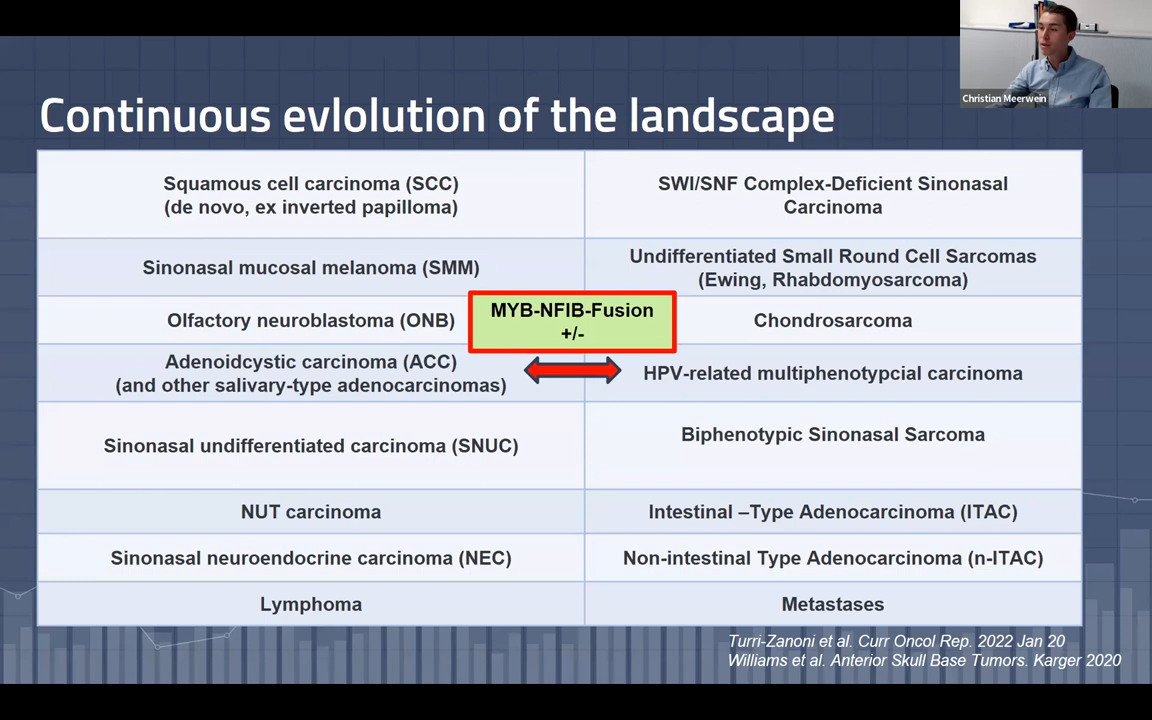 Christian Meerwein
Continuous evlolution of the landscape
Squamous cell carcinoma (SCC)
(de novo, ex inverted papilloma)
SWI/SNF Complex-Deficient Sinonasal
Carcinoma
Sinonasal mucosal melanoma (SMM)
Undifferentiated Small Round Cell Sarcomas
(Ewing, Rhabdomyosarcoma)
Olfactory neuroblastoma (ONB)
MYB-NFIB-Fusion
+/-
Chondrosarcoma
Adenoidcystic carcinoma (ACC)
(and other salivary-type adenocarcinomas)
HPV-related multiphenotypcial carcinoma
Sinonasal undifferentiated carcinoma (SNUC)
Biphenotypic Sinonasal Sarcoma
NUT carcinoma
Intestinal –Type Adenocarcinoma (ITAC)
Sinonasal neuroendocrine carcinoma (NEC)
Non-intestinal Type Adenocarcinoma (n-ITAC)
Lymphoma
Metastases
Turri-Zanoni et al. Curr Oncol Rep. 2022 Jan 20
Williams et al. Anterior Skull Base Tumors. Karger 2020